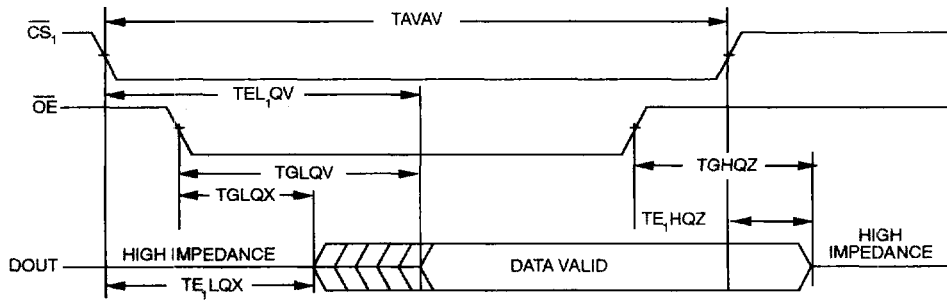 TAVAV
CS₁
TEL₁QV
OE
TGLQV
TGHQZ
TGLQX
TE₁HQZ
HIGH IMPEDANCE
HIGH
IMPEDANCE
DOUT
DATA VALID
TE₁LQX